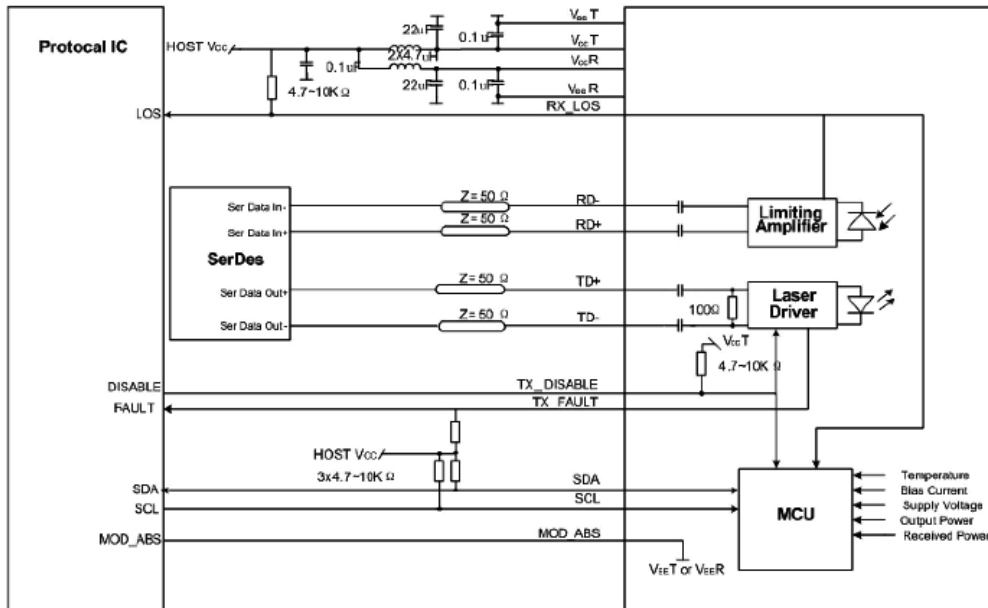 Protocal IC
HOST Vcc
0.1uF
22uF
2X4.7uH
0.1uF
22uF
0.1uF
VccT
VccR
4.7~10K Ω
LOS
RX_LOS
SerDes
Ser Data In-
Ser Data In+
Ser Data Out+
Ser Data Out-
Z= 50 Ω
Z= 50 Ω
Z= 50 Ω
Z= 50 Ω
RD-
RD+
TD+
TD-
Limiting
Amplifier
100Ω
Laser
Driver
VccT
4.7~10K Ω
DISABLE
TX_DISABLE
FAULT
TX_FAULT
HOST Vcc
3x4.7~10K Ω
SDA
SDA
SCL
SCL
MOD_ABS
MOD_ABS
VEET or VEER
MCU
Temperature
Bias Current
Supply Voltage
Output Power
Received Power